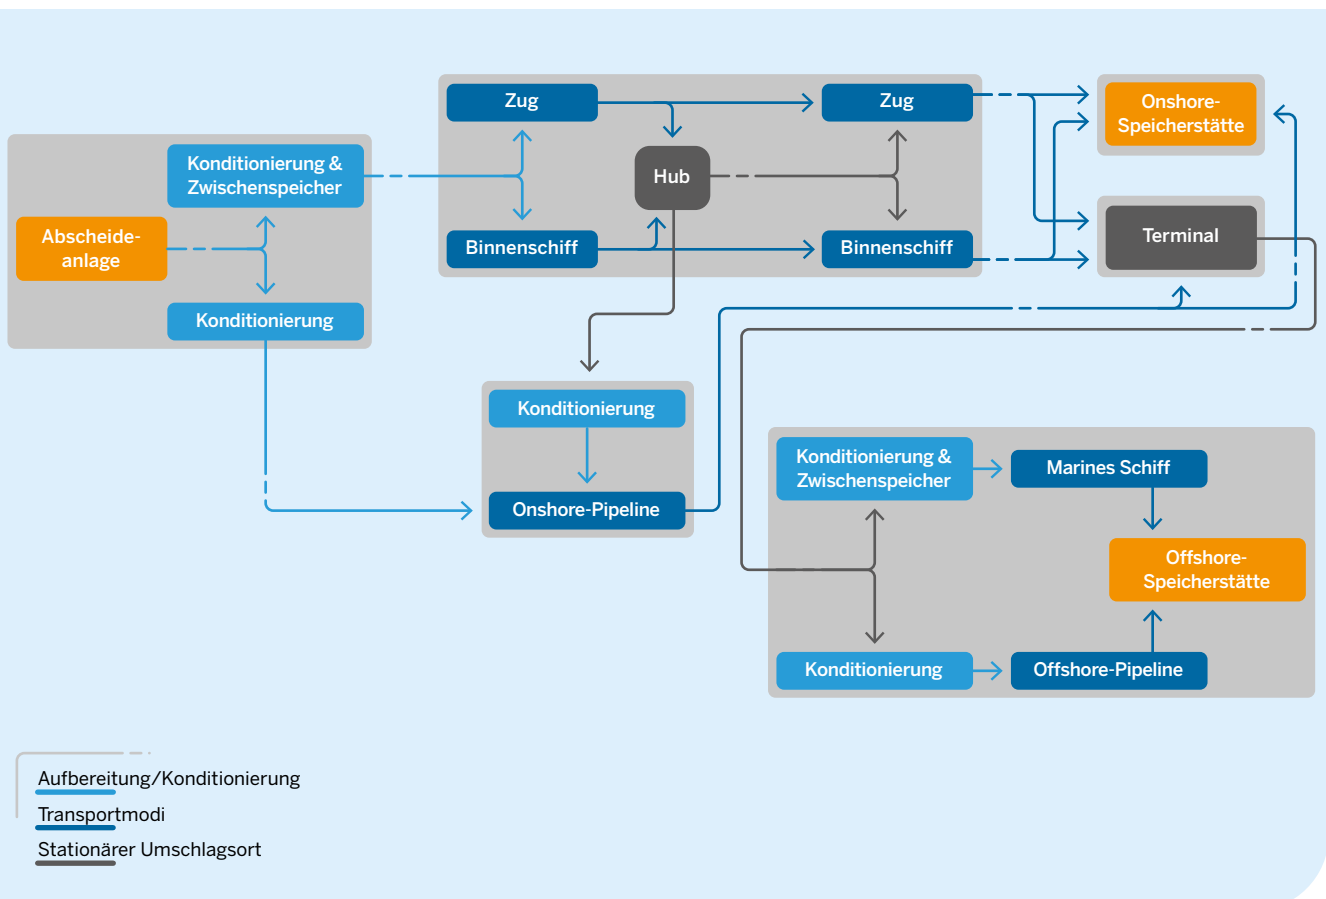 Zug
Zug
Onshore-
Speicherstätte
Konditionierung &
Zwischenspeicher
Hub
Abscheide-
anlage
Binnenschiff
Binnenschiff
Terminal
Konditionierung
Konditionierung
Onshore-Pipeline
Konditionierung &
Zwischenspeicher
Marines Schiff
Offshore-
Speicherstätte
Konditionierung
Offshore-Pipeline
Aufbereitung/Konditionierung
Transportmodi
Stationärer Umschlagsort